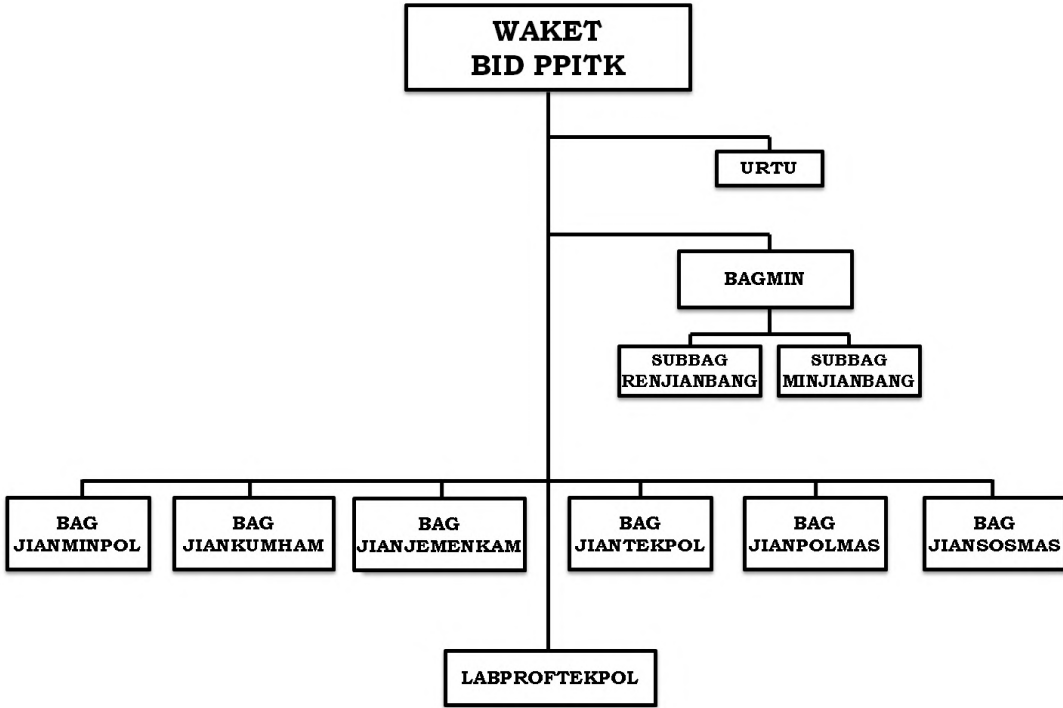 WAKET
BID PPITK
URTU
BAGMIN
SUBBAG
RENJIANBANG
SUBBAG
MINJIANBANG
BAG
JIANMINPOL
BAG
JIANKUMHAM
BAG
JIANJEMENKAM
BAG
JIANTEKPOL
BAG
JIANPOLMAS
BAG
JIANSOSMAS
LABPROFTEKPOL